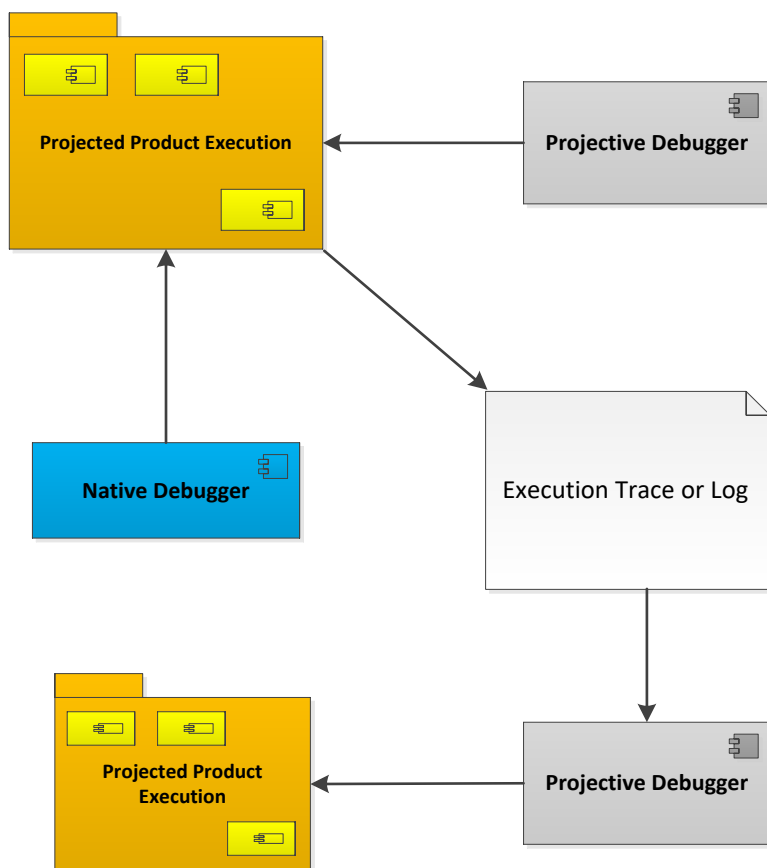 Projected Product Execution
Projective Debugger
Native Debugger
Execution Trace or Log
Projected Product
Execution
Projective Debugger